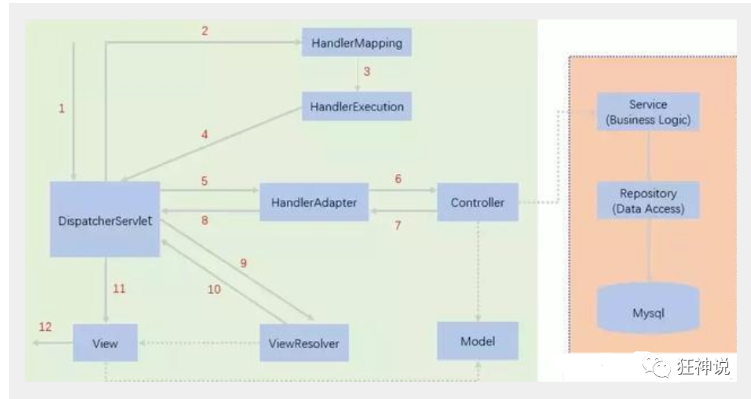 2
HandlerMapping
3
1
HandlerExecution
Service
(Business Logic)
4
5
6
DispatcherServlet
HandlerAdapter
Controller
Repository
(Data Access)
8
7
9
10
11
12
View
ViewResolver
Model
Mysql
狂神说